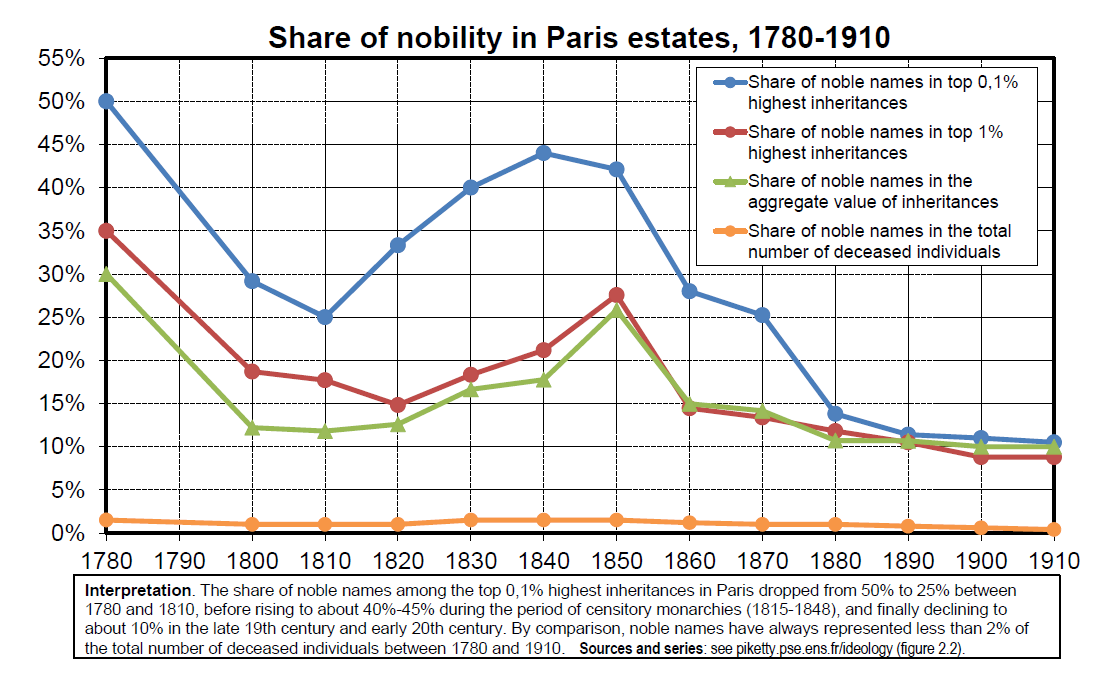 Share of nobility in Paris estates, 1780-1910
55%
50%
45%
40%
35%
30%
25%
20%
15%
10%
5%
0%
Share of noble names in top 0,1%
highest inheritances
Share of noble names in top 1%
highest inheritances
Share of noble names in the
aggregate value of inheritances
Share of noble names in the total
number of deceased individuals
1780 1790 1800 1810 1820 1830 1840 1850 1860 1870 1880 1890 1900 1910
Interpretation. The share of noble names among the top 0,1% highest inheritances in Paris dropped from 50% to 25% between
1780 and 1810, before rising to about 40%-45% during the period of censitory monarchies (1815-1848), and finally declining to
about 10% in the late 19th century and early 20th century. By comparison, noble names have always represented less than 2% of
the total number of deceased individuals between 1780 and 1910. Sources and series: see piketty.pse.ens.fr/ideology (figure 2.2).